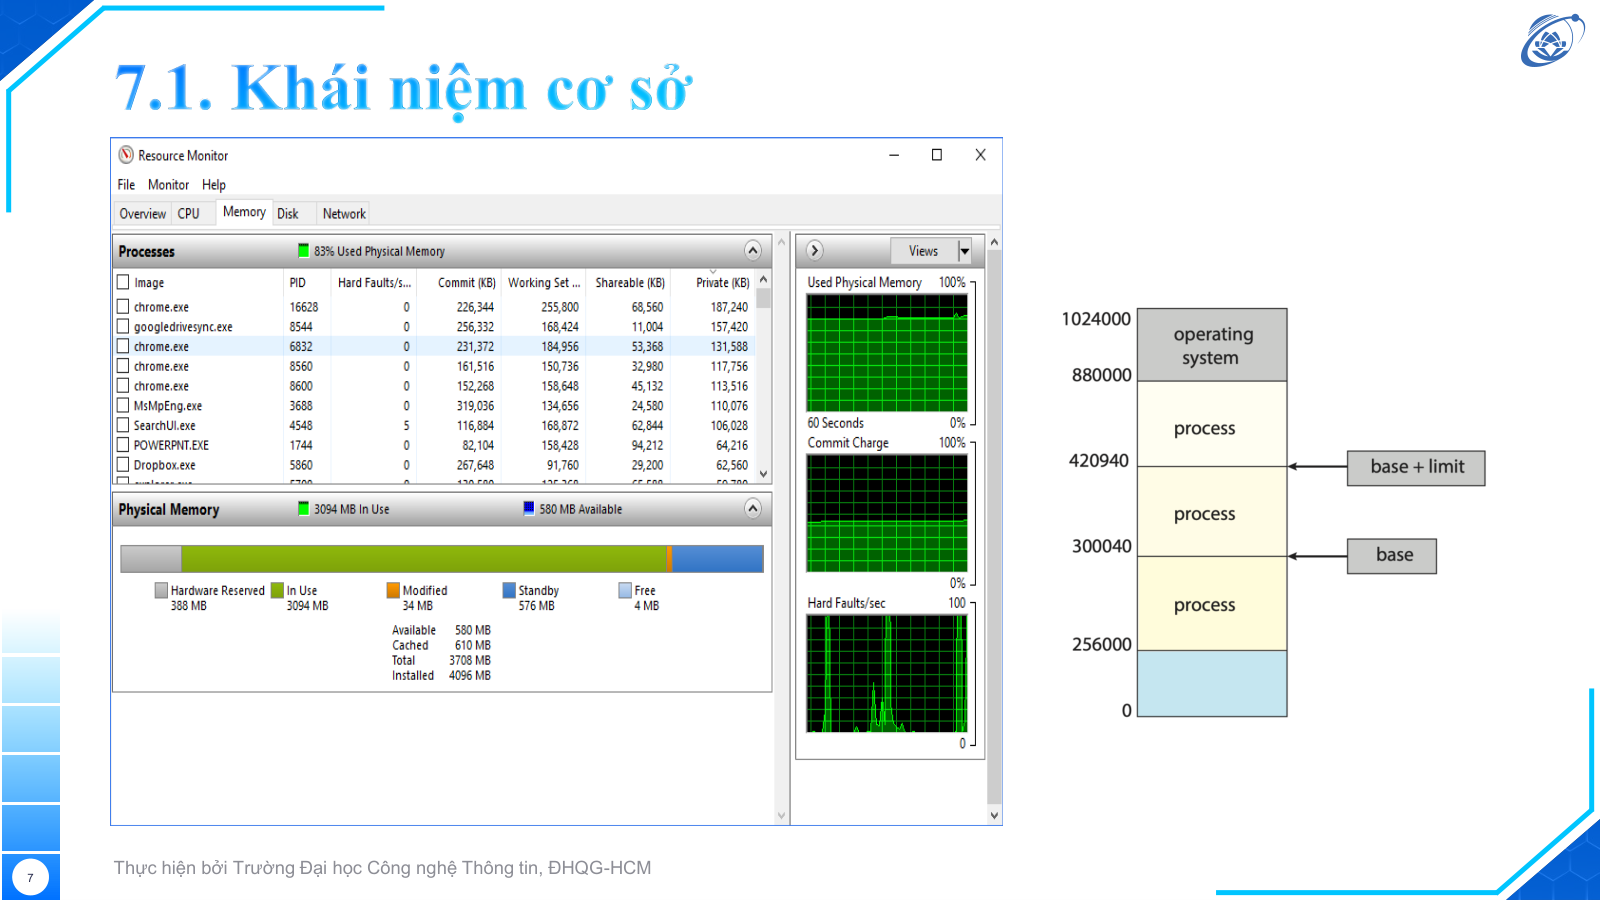 7.1. Khái niệm cơ sở
Resource Monitor
File Monitor Help
Overview CPU Memory Disk Network
Processes 83% Used Physical Memory
Image PID Hard Faults/s... Commit (KB) Working Set ... Shareable (KB) Private (KB)
chrome.exe 16628 0 226,344 255,800 68,560 187,240
googledrivesync.exe 8544 0 256,332 168,424 11,004 157,420
chrome.exe 6832 0 231,372 184,956 53,368 131,588
chrome.exe 8560 0 161,516 150,736 32,980 117,756
chrome.exe 8600 0 152,268 158,648 45,132 113,516
MsMpEng.exe 3688 0 319,036 134,656 24,580 110,076
SearchUI.exe 4548 5 116,884 168,872 62,844 106,028
POWERPNT.EXE 1744 0 82,104 158,428 94,212 64,216
Dropbox.exe 5860 0 267,648 91,760 29,200 62,560
Physical Memory 3094 MB In Use 580 MB Available
Hardware Reserved 388 MB
In Use 3094 MB
Modified 34 MB
Standby 576 MB
Free 4 MB
Available 580 MB
Cached 610 MB
Total 3708 MB
Installed 4096 MB
Views
Used Physical Memory 100%
60 Seconds 0%
Commit Charge 100%
0%
Hard Faults/sec 100
0
1024000
operating
system
880000
process
420940
base + limit
process
300040
base
process
256000
0
Thực hiện bởi Trường Đại học Công nghệ Thông tin, ĐHQG-HCM
7